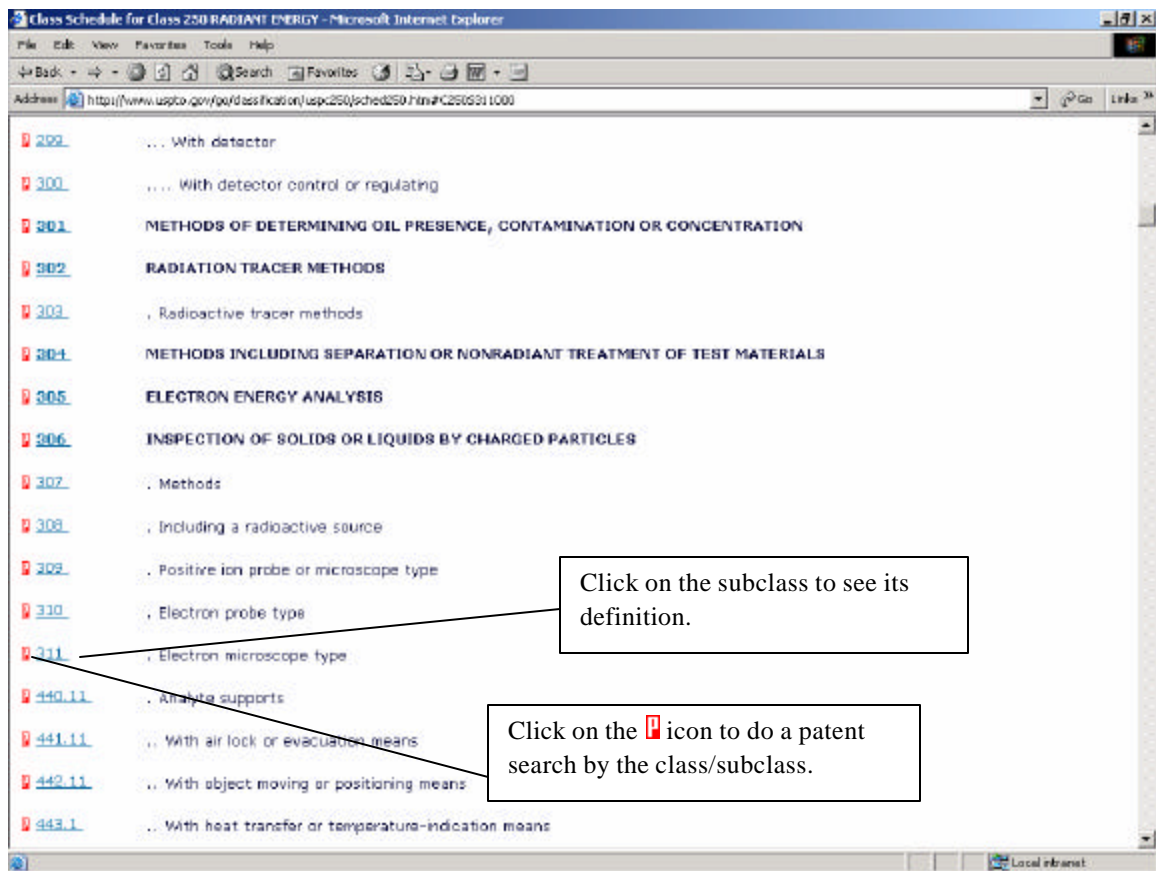 Class Schedule for Class 250 RADIANT ENERGY - Microsoft Internet Explorer
File Edit View Favorites Tools Help
Back Search Favorites
Address http://www.uspto.gov/go/classification/uspc250/sched250.htm#C250S311000 Go Links »
299 ... With detector
300 .... With detector control or regulating
301 METHODS OF DETERMINING OIL PRESENCE, CONTAMINATION OR CONCENTRATION
302 RADIATION TRACER METHODS
303 . Radioactive tracer methods
304 METHODS INCLUDING SEPARATION OR NONRADIANT TREATMENT OF TEST MATERIALS
305 ELECTRON ENERGY ANALYSIS
306 INSPECTION OF SOLIDS OR LIQUIDS BY CHARGED PARTICLES
307 . Methods
308 . Including a radioactive source
309 . Positive ion probe or microscope type
Click on the subclass to see its
definition.
310 . Electron probe type
311 . Electron microscope type
440.11 . Analyte supports
441.11 .. With air lock or evacuation means
Click on the P icon to do a patent
search by the class/subclass.
442.11 .. With object moving or positioning means
443.1 .. With heat transfer or temperature-indication means
Local intranet